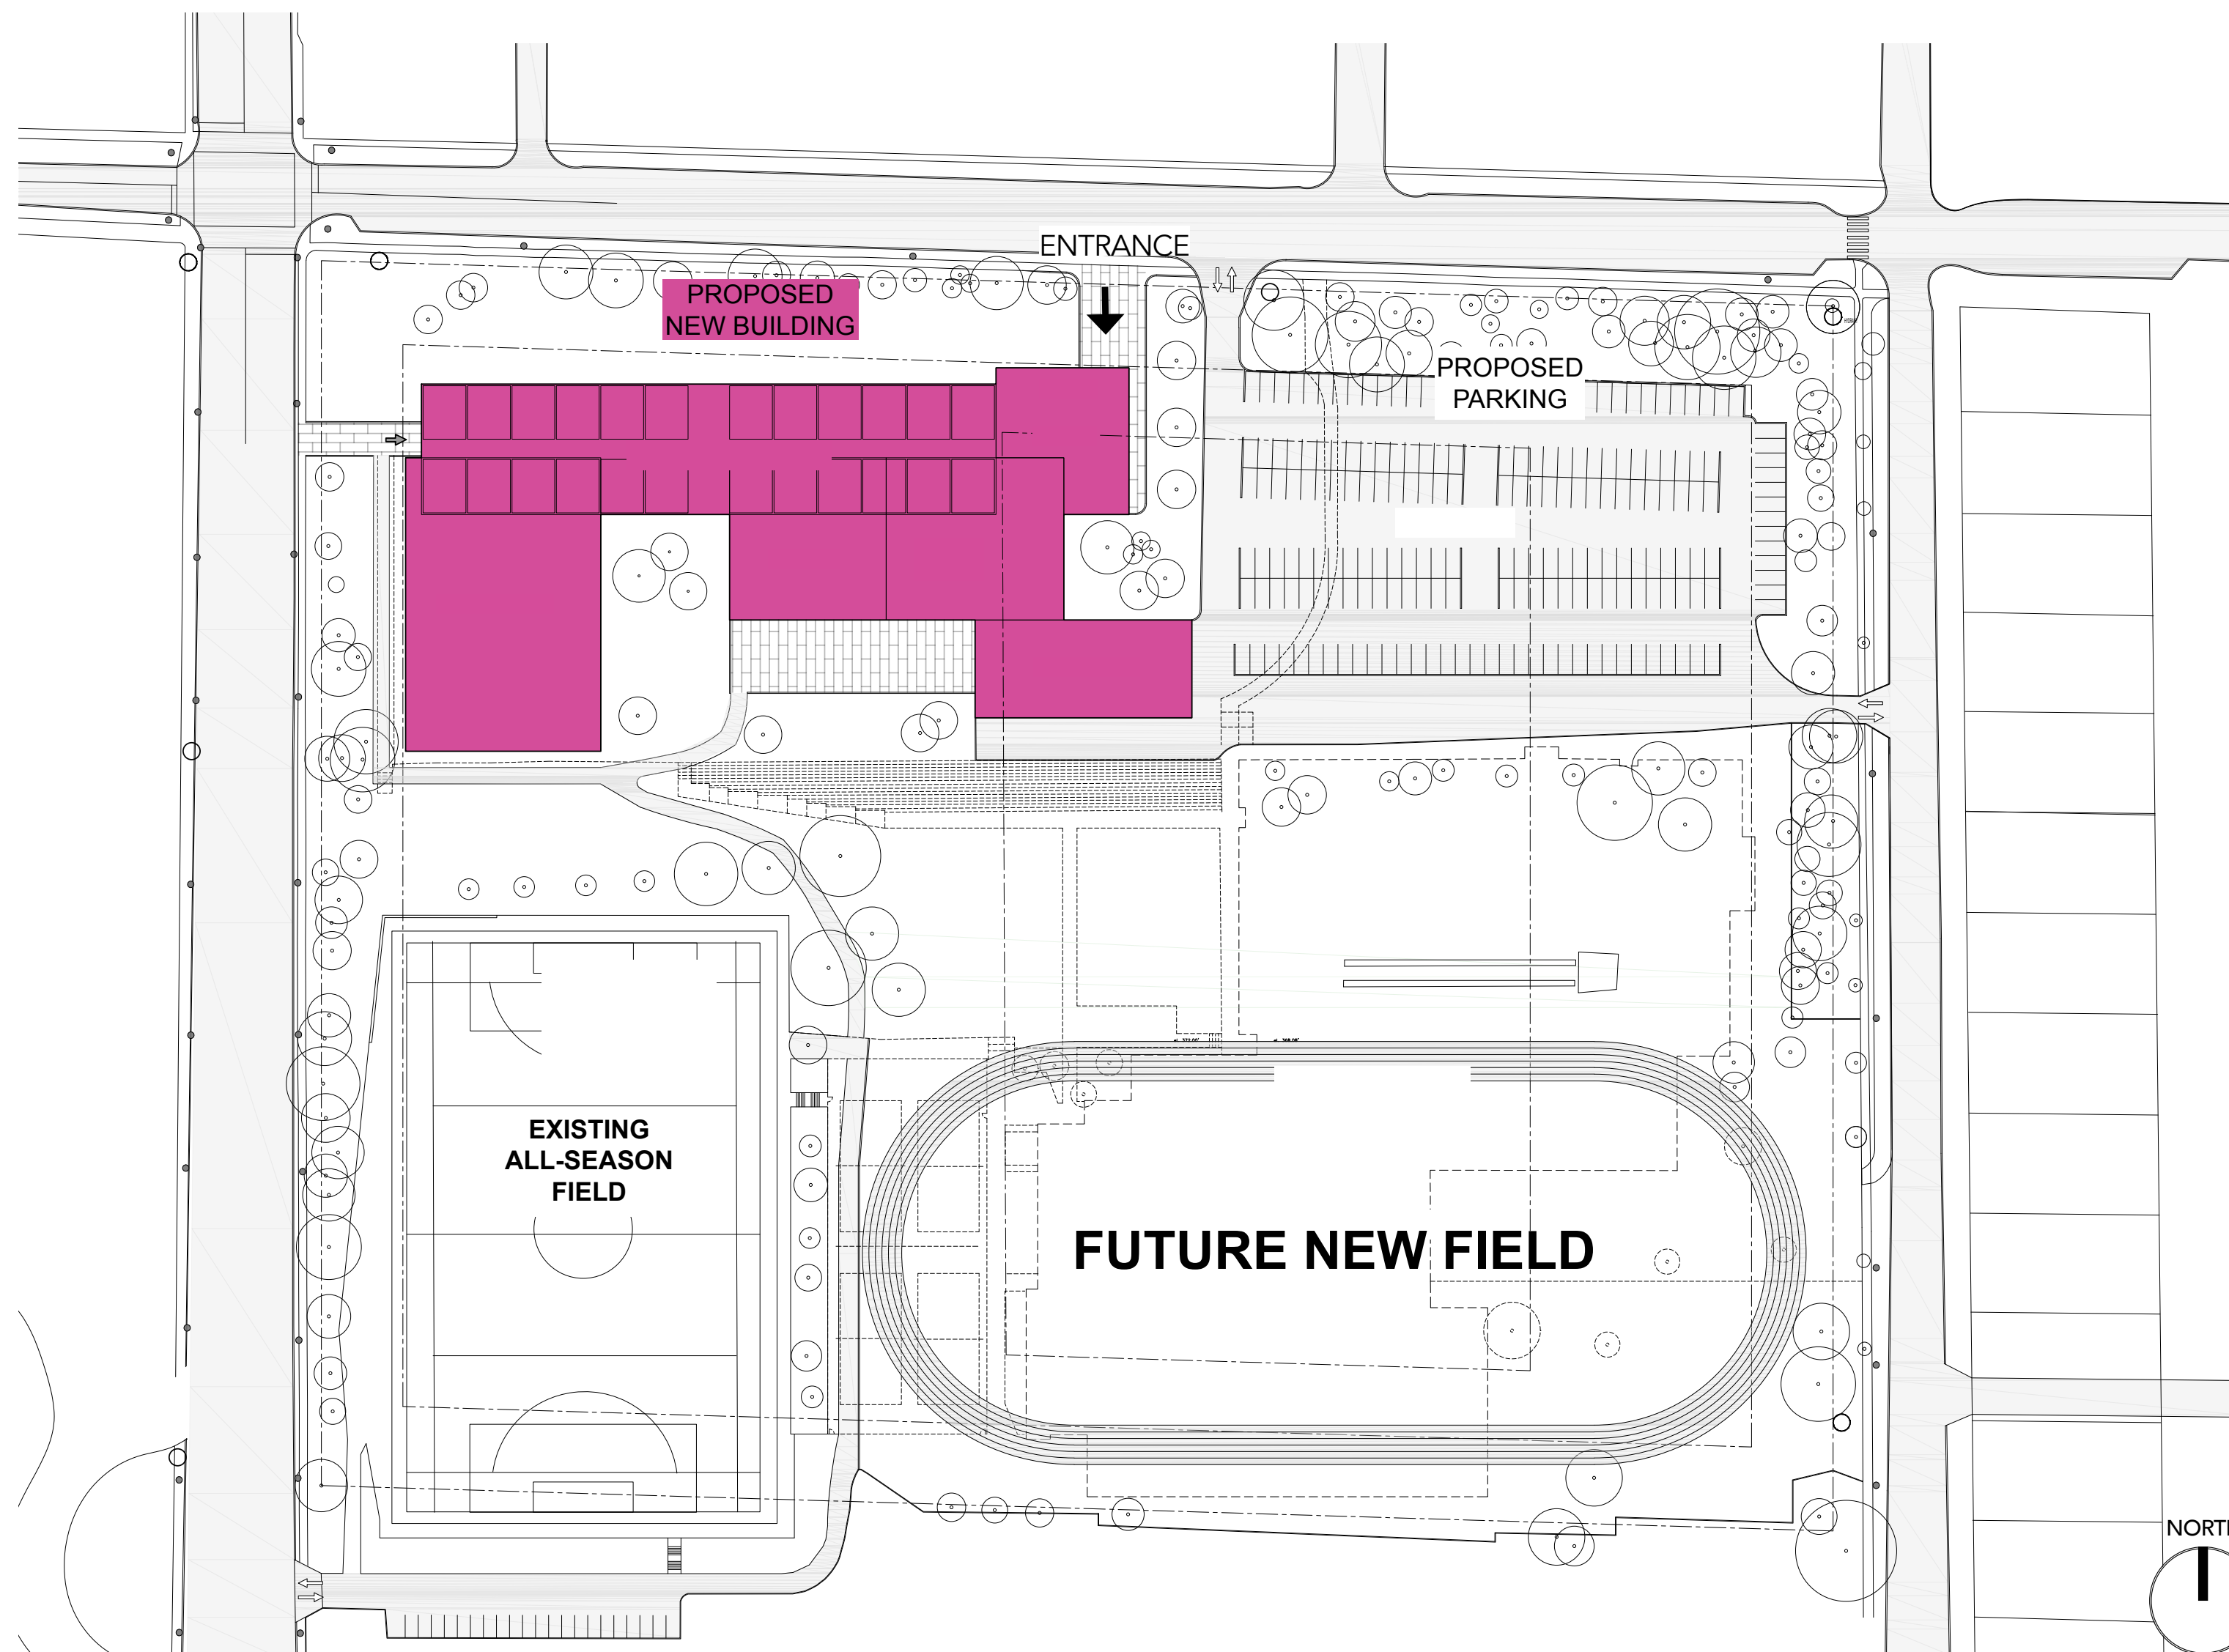 ENTRANCE
PROPOSED
NEW BUILDING
PROPOSED
PARKING
EXISTING
ALL-SEASON
FIELD
FUTURE NEW FIELD
NORTH